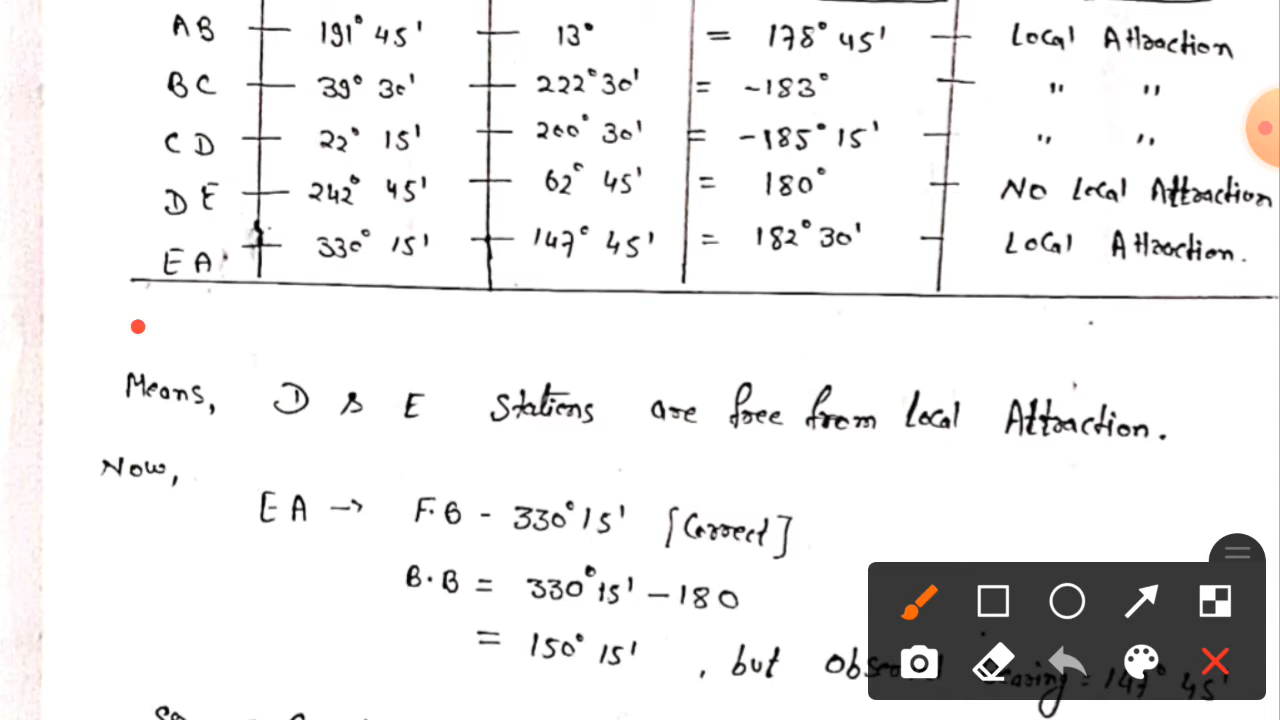 AB 191° 45' 13° = 178° 45' Local Attraction
BC 39° 30' 222° 30' = -183° " "
CD 22° 15' 200° 30' = -185° 15' " "
DE 242° 45' 62° 45' = 180° No Local Attraction
EA 330° 15' 147° 45' = 182° 30' Local Attraction.
Means, D & E Stations are free from local Attraction.
Now,
EA → F.B - 330° 15' [Correct]
B.B = 330° 15' - 180
= 150° 15' , but = 147° 45'